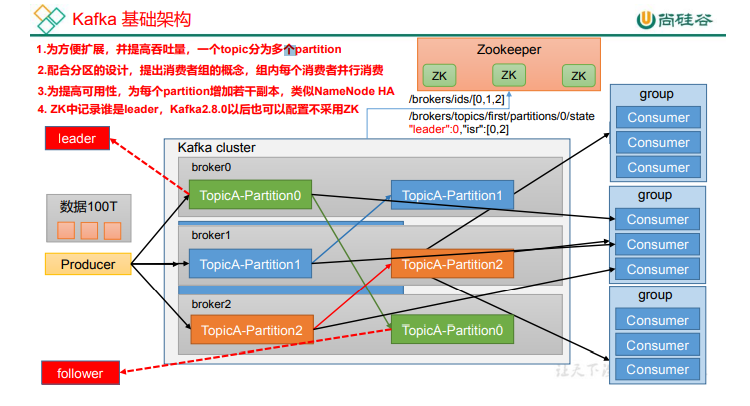 Kafka 基础架构
尚硅谷
1.为方便扩展，并提高吞吐量，一个topic分为多个partition
2.配合分区的设计，提出消费者组的概念，组内每个消费者并行消费
3.为提高可用性，为每个partition增加若干副本，类似NameNode HA
4. ZK中记录谁是leader，Kafka2.8.0以后也可以配置不采用ZK
Zookeeper
ZK
ZK
ZK
/brokers/ids/[0,1,2]
/brokers/topics/first/partitions/0/state
"leader":0,"isr":[0,2]
leader
Kafka cluster
broker0
TopicA-Partition0
TopicA-Partition1
数据100T
Producer
broker1
TopicA-Partition1
TopicA-Partition2
broker2
TopicA-Partition2
TopicA-Partition0
follower
group
Consumer
Consumer
Consumer
group
Consumer
Consumer
Consumer
group
Consumer
Consumer
Consumer
让天下